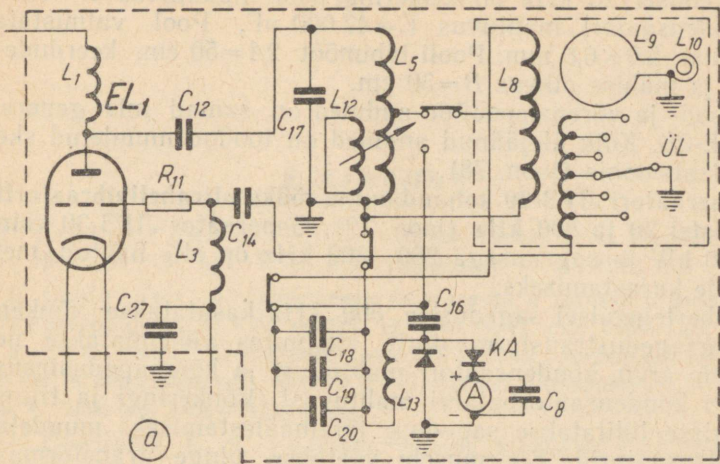 L₁
EL₁
C₁₂
C₁₇
L₁₂
L₅
L₈
L₉
L₁₀
ÜL
R₁₁
C₁₄
L₃
C₂₇
C₁₈
C₁₉
C₂₀
L₁₃
C₁₆
KA
+
A
–
C₈
a